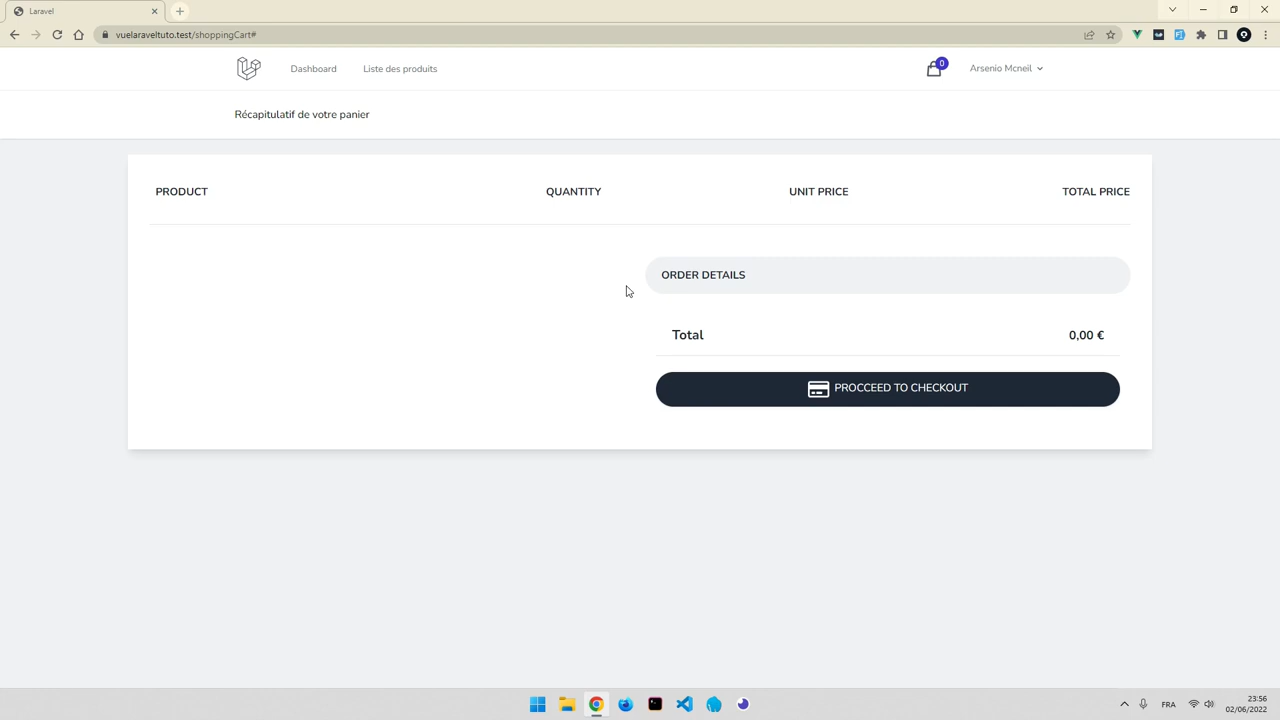 Laravel
vuelaraveltuto.test/shoppingCart#
Dashboard
Liste des produits
0
Arsenio Mcneil
Récapitulatif de votre panier
PRODUCT QUANTITY UNIT PRICE TOTAL PRICE
ORDER DETAILS
Total 0,00 €
PROCCEED TO CHECKOUT
FRA
23:56
02/06/2022